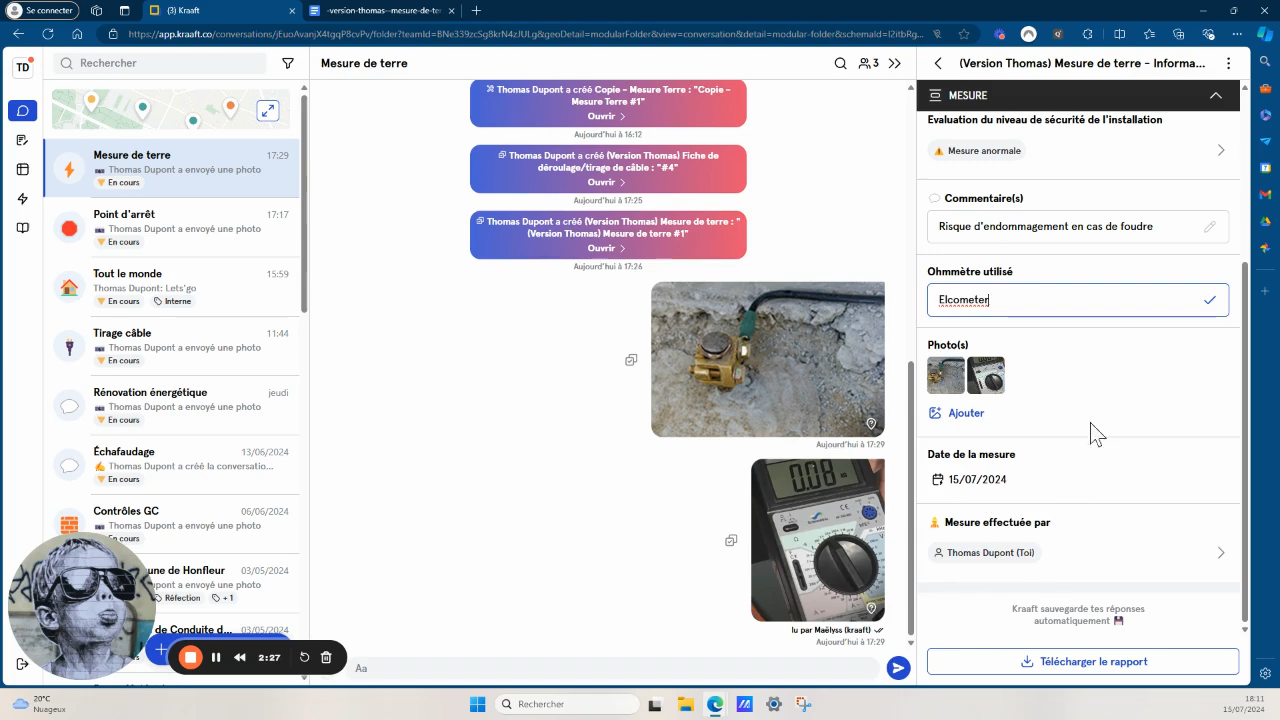 Se connecter
(3) Kraaft
-version-thomas--mesure-de-ter
https://app.kraaft.co/conversations/jEuoAvanjX4tgqP8cvPv/folder?teamId=BNe339zcSg8krN4zJULg&geoDetail=modularFolder&view=conversation&detail=modular-folder&schemaId=l2itbRg...
TD
Rechercher
Mesure de terre
3
(Version Thomas) Mesure de terre - Informa...
Mesure de terre
17:29
Thomas Dupont a envoyé une photo
En cours
Point d'arrêt
17:17
Thomas Dupont a envoyé une photo
En cours
Tout le monde
15:59
Thomas Dupont: Lets'go
En cours
Interne
Tirage câble
11:44
Thomas Dupont a envoyé une photo
En cours
Rénovation énergétique
jeudi
Thomas Dupont a envoyé une photo
En cours
Échafaudage
13/06/2024
Thomas Dupont a créé la conversatio...
En cours
Contrôles GC
06/06/2024
Thomas Dupont a envoyé une photo
En cours
une de Honfleur
03/05/2024
upont a envoyé une photo
Réfection
+ 1
de Conduite d...
03/05/2024
2:27
Thomas Dupont a créé Copie - Mesure Terre : "Copie -
Mesure Terre #1"
Ouvrir
Aujourd'hui à 16:12
Thomas Dupont a créé (Version Thomas) Fiche de
déroulage/tirage de câble : "#4"
Ouvrir
Aujourd'hui à 17:25
Thomas Dupont a créé (Version Thomas) Mesure de terre : "
(Version Thomas) Mesure de terre #1"
Ouvrir
Aujourd'hui à 17:26
Aujourd'hui à 17:29
0.08
lu par Maëlyss (kraaft)
Aujourd'hui à 17:29
Aa
MESURE
Evaluation du niveau de sécurité de l'installation
Mesure anormale
Commentaire(s)
Risque d'endommagement en cas de foudre
Ohmmètre utilisé
Elcometer
Photo(s)
Ajouter
Date de la mesure
15/07/2024
Mesure effectuée par
Thomas Dupont (Toi)
Kraaft sauvegarde tes réponses
automatiquement
Télécharger le rapport
20°C
Nuageux
Rechercher
18:11
15/07/2024